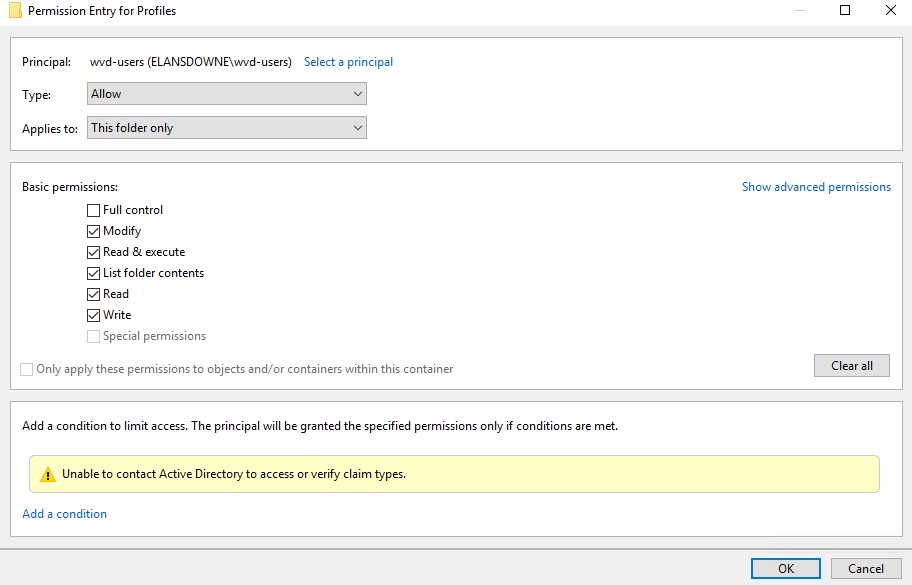 Permission Entry for Profiles
Principal: wvd-users (ELANSDOWNE\wvd-users) Select a principal
Type: Allow
Applies to: This folder only
Basic permissions: Show advanced permissions
Full control
Modify
Read & execute
List folder contents
Read
Write
Special permissions
Only apply these permissions to objects and/or containers within this container
Clear all
Add a condition to limit access. The principal will be granted the specified permissions only if conditions are met.
Unable to contact Active Directory to access or verify claim types.
Add a condition
OK Cancel